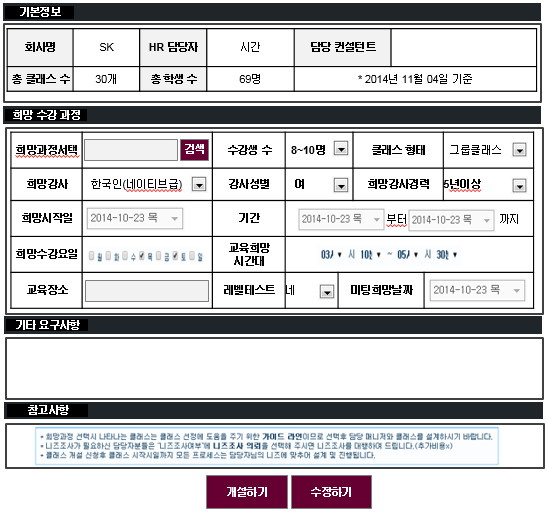 기본정보
회사명 SK HR 담당자 시간 담당 컨설턴트
총 클래스 수 30개 총 학생 수 69명 * 2014년 11월 04일 기준
희망 수강 과정
희망과정서택 검색 수강생 수 8~10명 클래스 형태 그룹클래스
희망강사 한국인(네이티브급) 강사성별 여 희망강사경력 5년이상
희망시작일 2014-10-23 목 기간 2014-10-23 목 부터 2014-10-23 목 까지
희망수강요일 월 화 수 목 금 토 일 교육희망
시간대 03시 10분 ~ 05시 30분
교육장소 레벨테스트 네 미팅희망날짜 2014-10-23 목
기타 요구사항
참고사항
• 희망과정 선택시 나타나는 클래스는 클래스 선정에 도움을 주기 위한 가이드 라인이므로 선택후 담당 매니저와 클래스를 설계하시기 바랍니다.
• 니즈조사가 필요하신 담당자분들은 "니즈조사여부"에 니즈조사 의뢰을 선택해 주시면 니즈조사를 대행하여 드립니다.(추가비용x)
• 클래스 개설 신청후 클래스 시작시일까지 모든 프로세스는 담당자님의 니즈에 맞추어 설계 및 진행됩니다.
개설하기 수정하기